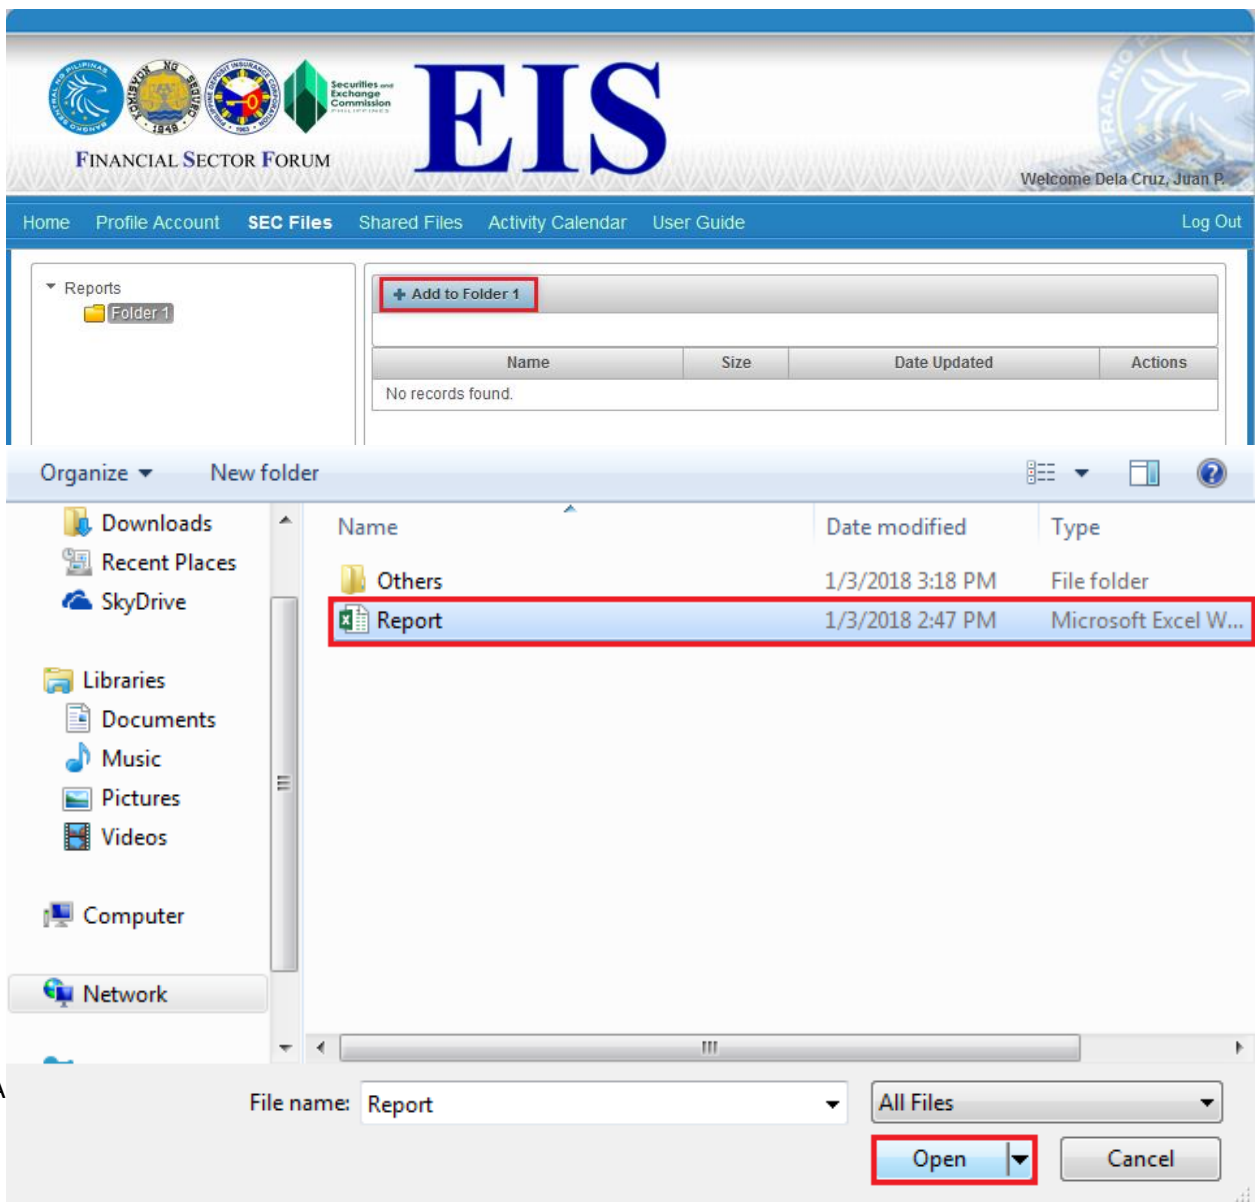 Securities and
Exchange
Commission
PHILIPPINES
EIS
FINANCIAL SECTOR FORUM
Welcome Dela Cruz, Juan P.
Home Profile Account SEC Files Shared Files Activity Calendar User Guide Log Out
Reports
Folder 1
Add to Folder 1
Name Size Date Updated Actions
No records found.
Organize New folder
Name Date modified Type
Downloads
Recent Places
SkyDrive
Others 1/3/2018 3:18 PM File folder
Report 1/3/2018 2:47 PM Microsoft Excel W...
Libraries
Documents
Music
Pictures
Videos
Computer
Network
A
File name: Report All Files
Open Cancel